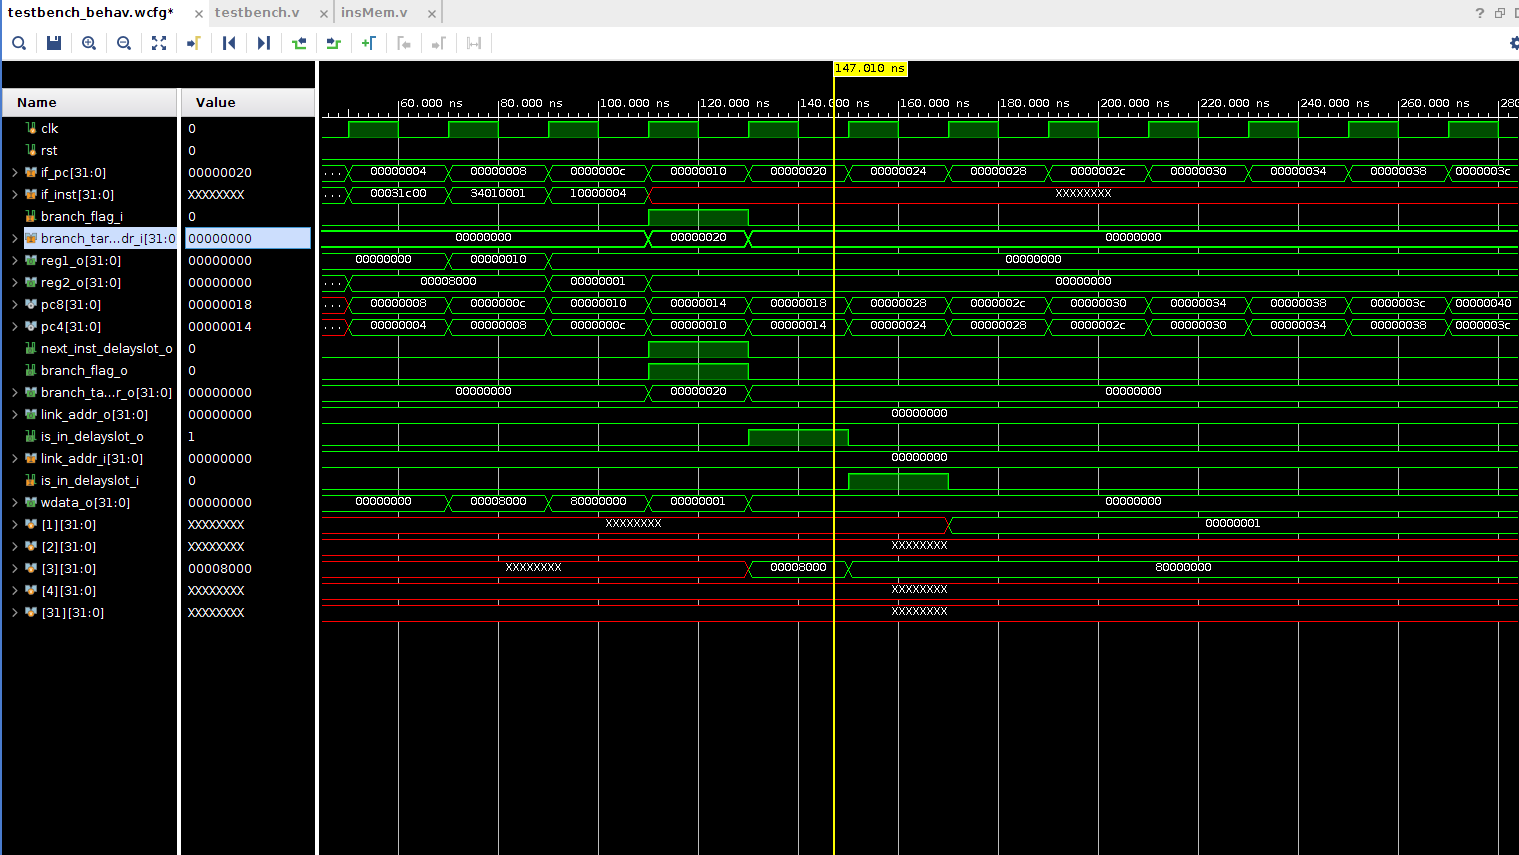 testbench_behav.wcfg* × testbench.v × insMem.v ×
?
147.010 ns
Name Value
60.000 ns 80.000 ns 100.000 ns 120.000 ns 140.000 ns 160.000 ns 180.000 ns 200.000 ns 220.000 ns 240.000 ns 260.000 ns 280
clk 0
rst 0
if_pc[31:0] 00000020 ... 00000004 00000008 0000000c 00000010 00000020 00000024 00000028 0000002c 00000030 00000034 00000038 0000003c
if_inst[31:0] XXXXXXXX ... 00031c00 34010001 10000004 XXXXXXXX
branch_flag_i 0
branch_tar...dr_i[31:0 00000000 00000000 00000020 00000000
reg1_o[31:0] 00000000 00000000 00000010 00000000
reg2_o[31:0] 00000000 ... 00008000 00000001 00000000
pc8[31:0] 00000018 ... 00000008 0000000c 00000010 00000014 00000018 00000028 0000002c 00000030 00000034 00000038 0000003c 00000040
pc4[31:0] 00000014 ... 00000004 00000008 0000000c 00000010 00000014 00000024 00000028 0000002c 00000030 00000034 00000038 0000003c
next_inst_delayslot_o 0
branch_flag_o 0
branch_ta...r_o[31:0] 00000000 00000000 00000020 00000000
link_addr_o[31:0] 00000000 00000000
is_in_delayslot_o 1
link_addr_i[31:0] 00000000 00000000
is_in_delayslot_i 0
wdata_o[31:0] 00000000 00000000 00008000 80000000 00000001 00000000
[1][31:0] XXXXXXXX XXXXXXXX 00000001
[2][31:0] XXXXXXXX XXXXXXXX
[3][31:0] 00008000 XXXXXXXX 00008000 80000000
[4][31:0] XXXXXXXX XXXXXXXX
[31][31:0] XXXXXXXX XXXXXXXX